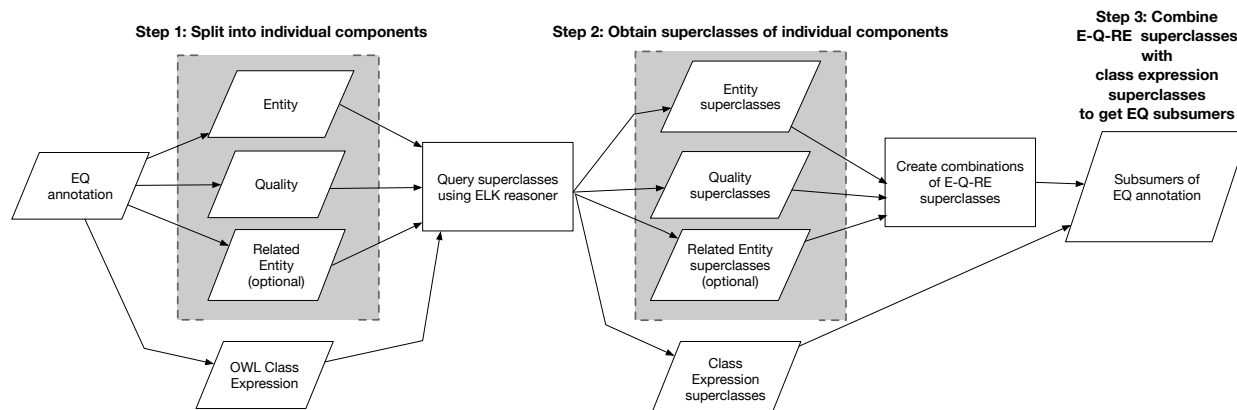 Step 1: Split into individual components
Step 2: Obtain superclasses of individual components
Step 3: Combine
E-Q-RE superclasses
with
class expression
superclasses
to get EQ subsumers
EQ
annotation
Entity
Quality
Related
Entity
(optional)
OWL Class
Expression
Query superclasses
using ELK reasoner
Entity
superclasses
Quality
superclasses
Related Entity
superclasses
(optional)
Class
Expression
superclasses
Create combinations
of E-Q-RE
superclasses
Subsumers of
EQ annotation